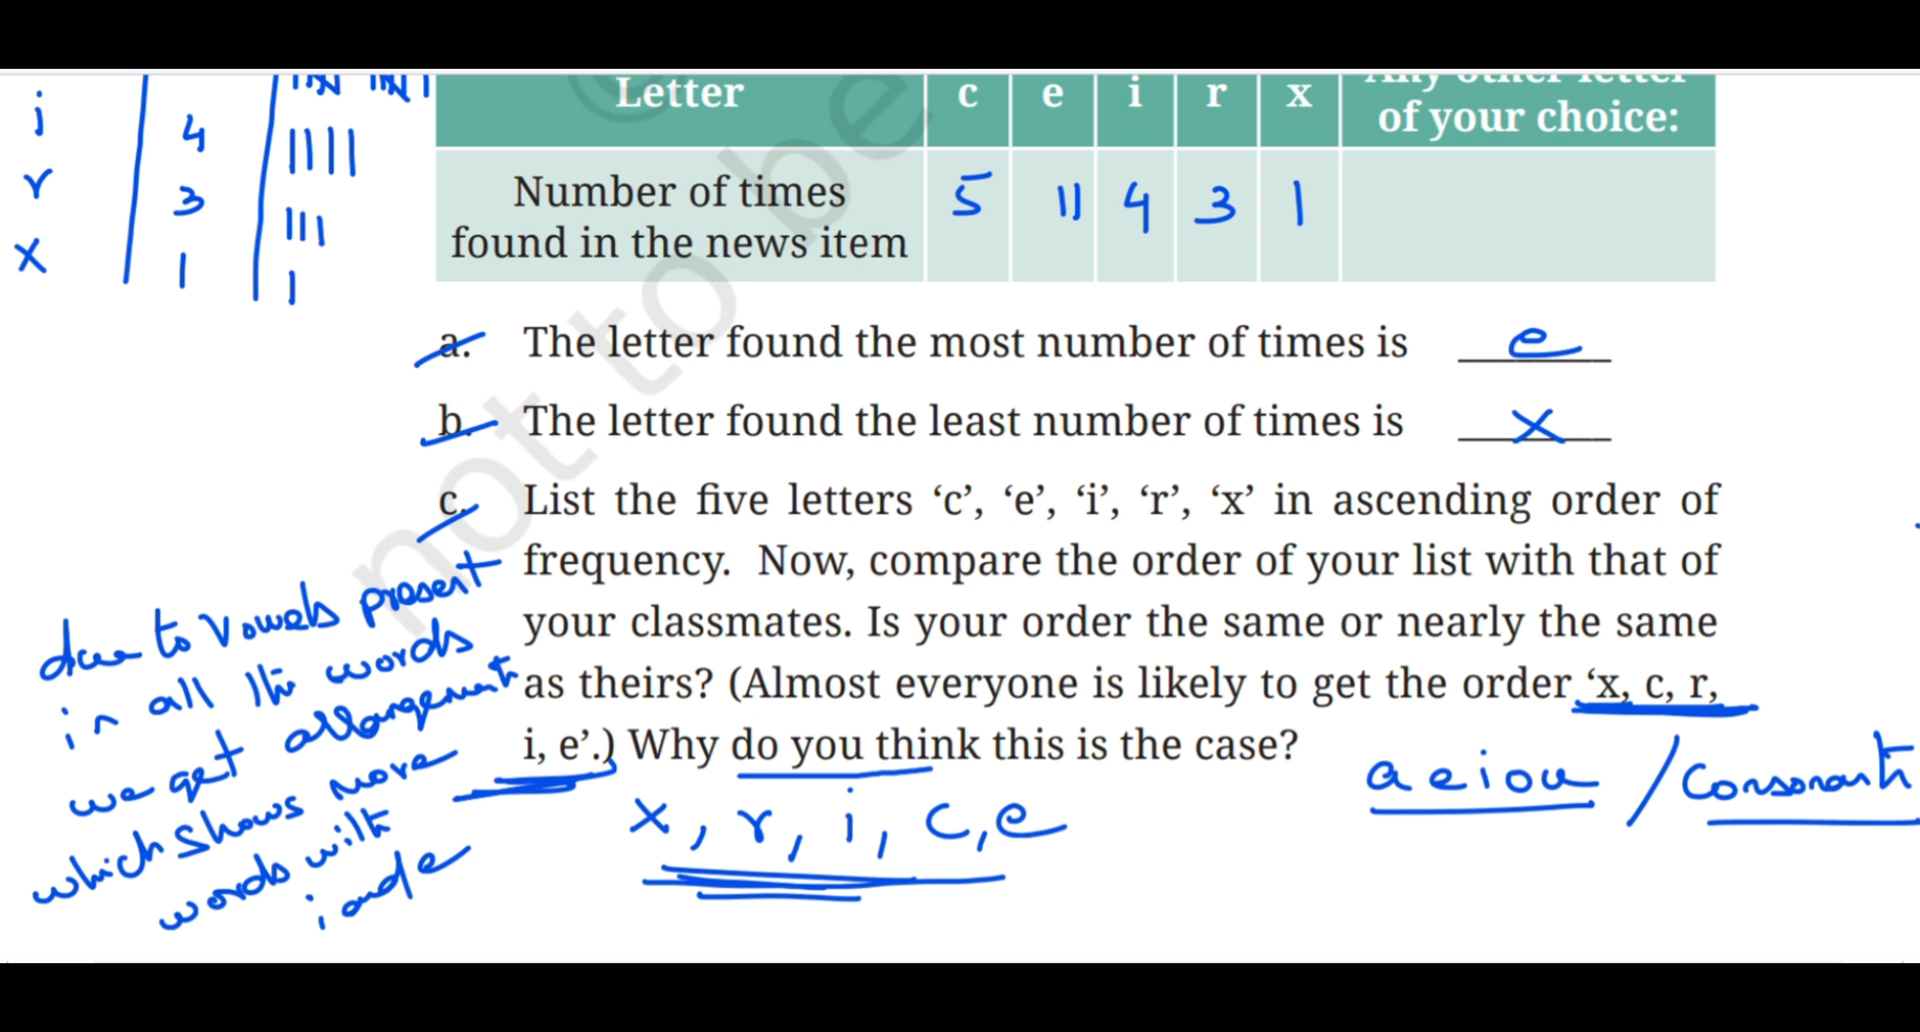 i
4 ||||
r 3 |||
x 1 |
Letter c e i r x Any other letter
of your choice:
Number of times
found in the news item 5 11 4 3 1
a. The letter found the most number of times is e
b. The letter found the least number of times is x
c. List the five letters ‘c’, ‘e’, ‘i’, ‘r’, ‘x’ in ascending order of
frequency. Now, compare the order of your list with that of
your classmates. Is your order the same or nearly the same
as theirs? (Almost everyone is likely to get the order ‘x, c, r,
i, e’.) Why do you think this is the case?
a e i o u / Consonants
x, r, i, c, e
due to vowels present
in all the words
we get arrangement
which shows more
words with
i and e
not to be